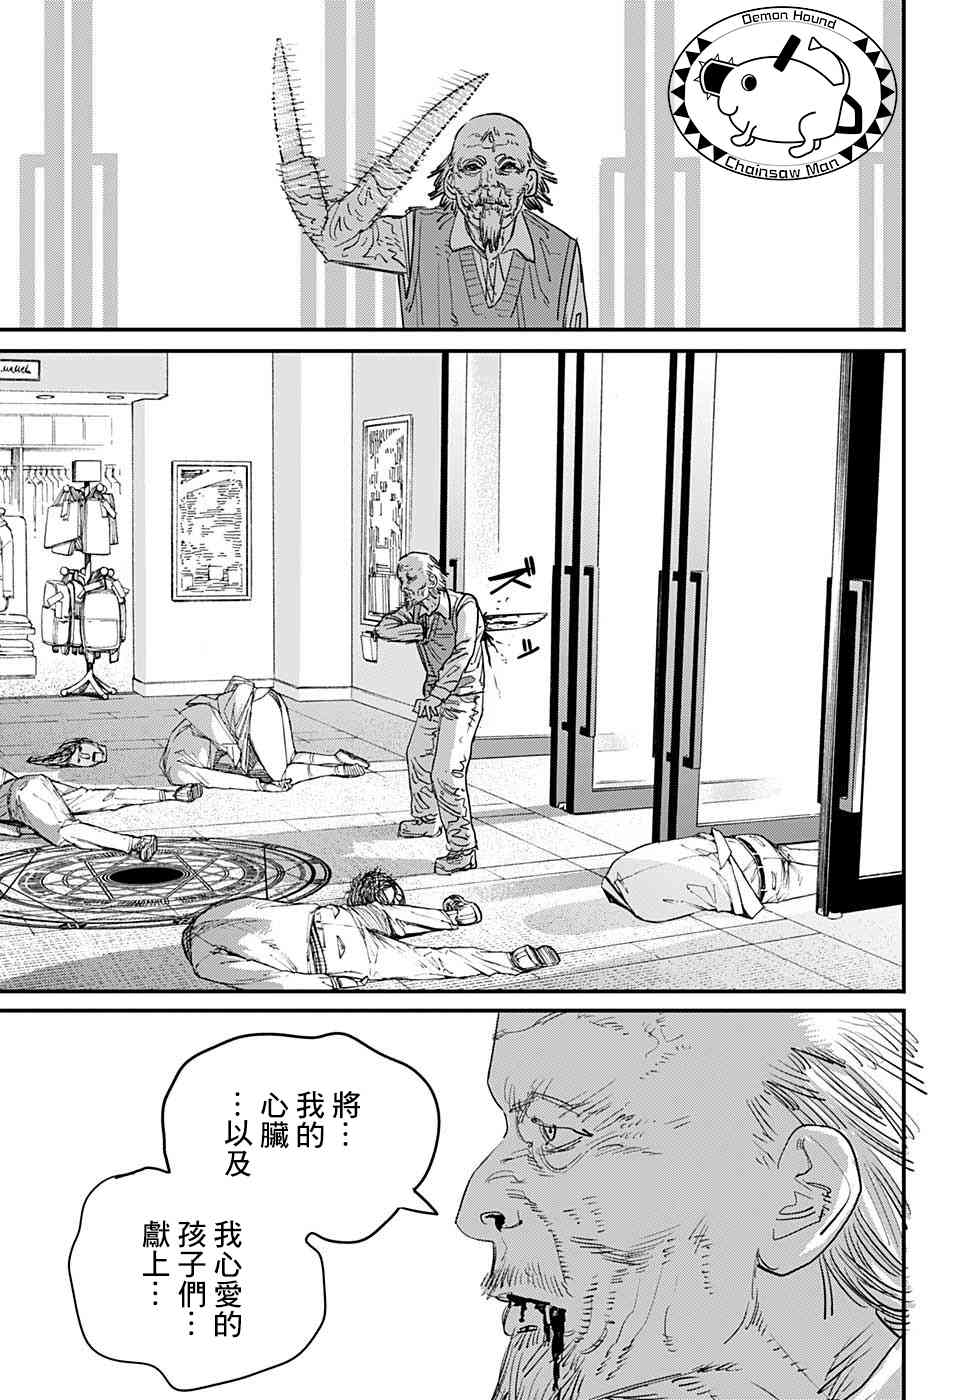 Demon Hound
Chainsaw Man
ズッ
將…
我的
心臟
…以及
我心愛的
孩子們…
獻上…